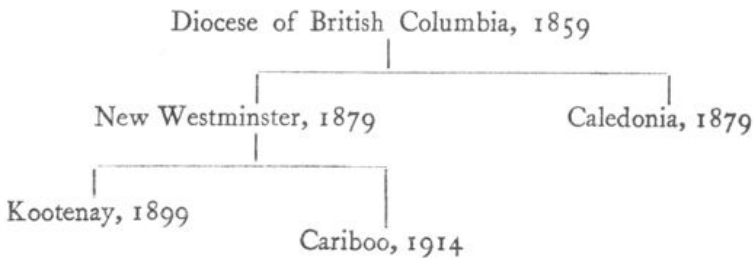 Diocese of British Columbia, 1859
New Westminster, 1879
Caledonia, 1879
Kootenay, 1899
Cariboo, 1914